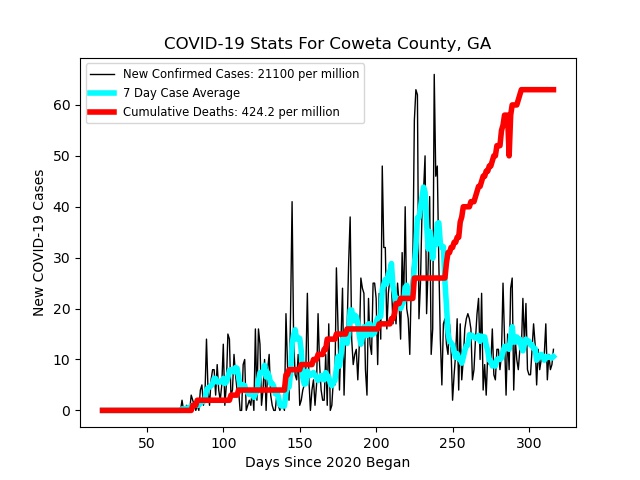 COVID-19 Stats For Coweta County, GA
New Confirmed Cases: 21100 per million
7 Day Case Average
Cumulative Deaths: 424.2 per million
New COVID-19 Cases
60
50
40
30
20
10
0
50 100 150 200 250 300
Days Since 2020 Began